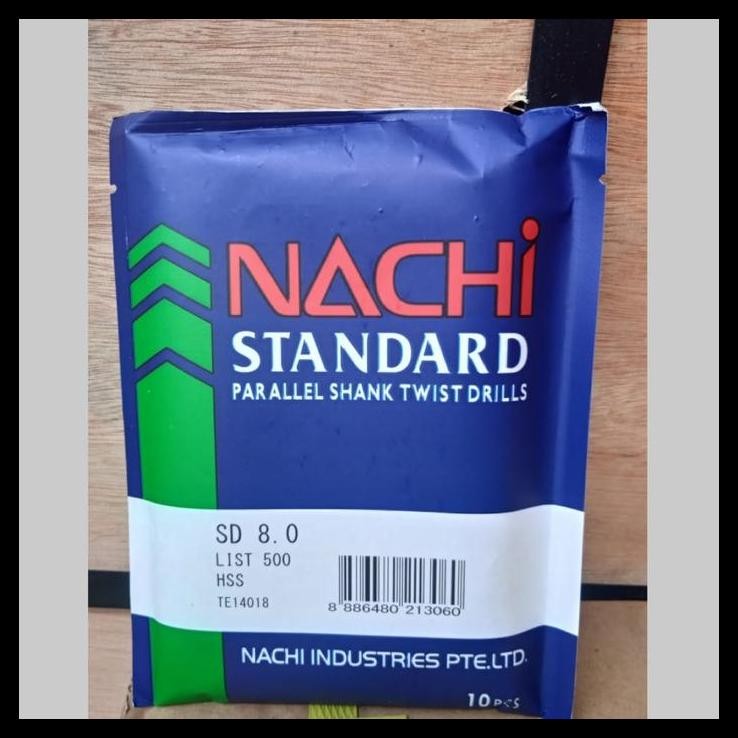 NACHi
STANDARD
PARALLEL SHANK TWIST DRILLS
SD 8.0
LIST 500
HSS
TE14018
8 886480 213060
NACHI INDUSTRIES PTE.LTD.
10 PCS